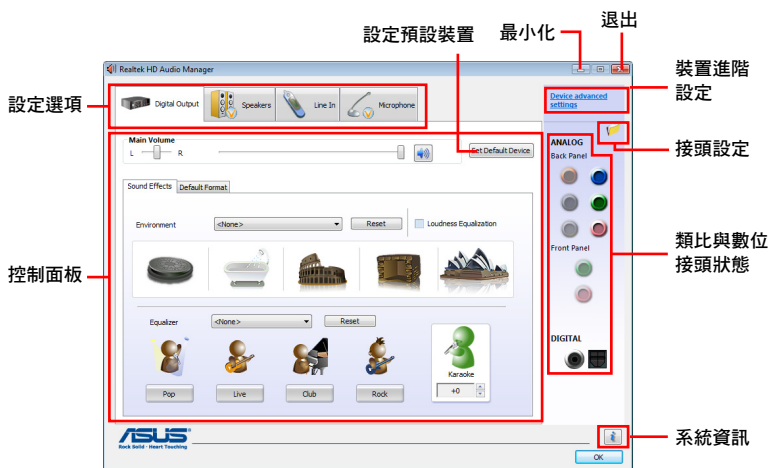 退出
最小化
設定預設裝置
裝置進階
設定
設定選項
接頭設定
類比與數位
接頭狀態
控制面板
系統資訊
Realtek HD Audio Manager
Digital Output
Speakers
Line In
Microphone
Device advanced
settings
Main Volume
L
R
Set Default Device
ANALOG
Back Panel
Sound Effects
Default Format
Environment
<None>
Reset
Loudness Equalization
Front Panel
Equalizer
<None>
Reset
DIGITAL
Karaoke
Pop
Live
Club
Rock
+0
ASUS
Rock Solid · Heart Touching
OK